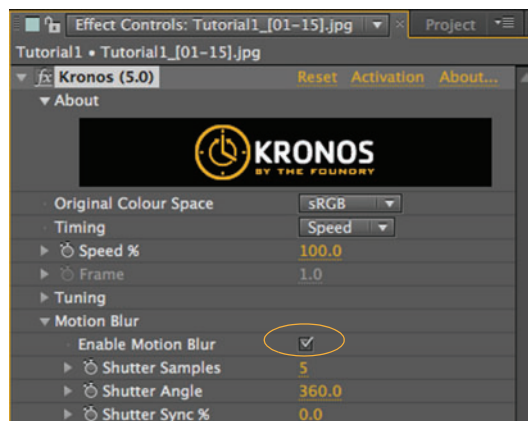 Effect Controls: Tutorial1_[01-15].jpg Project
Tutorial1 • Tutorial1_[01-15].jpg
fx Kronos (5.0) Reset Activation About...
About
KRONOS
BY THE FOUNDRY
Original Colour Space sRGB
Timing Speed
Speed % 100.0
Frame 1.0
Tuning
Motion Blur
Enable Motion Blur
Shutter Samples 5
Shutter Angle 360.0
Shutter Sync % 0.0